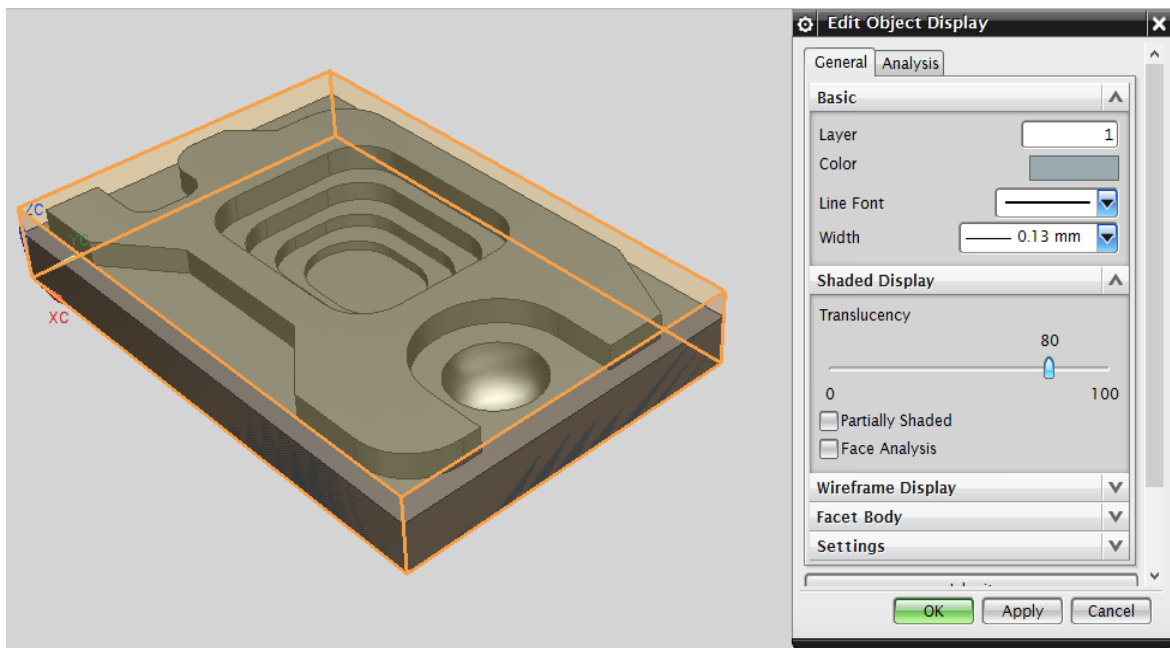 Edit Object Display
General Analysis
Basic
Layer 1
Color
Line Font
Width 0.13 mm
Shaded Display
Translucency
80
0 100
Partially Shaded
Face Analysis
Wireframe Display
Facet Body
Settings
OK Apply Cancel
ZC
YC
XC